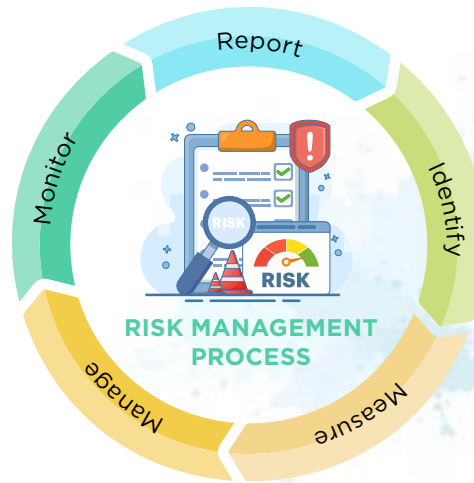 Report
Identify
Measure
Manage
Monitor
RISK
RISK
RISK MANAGEMENT
PROCESS